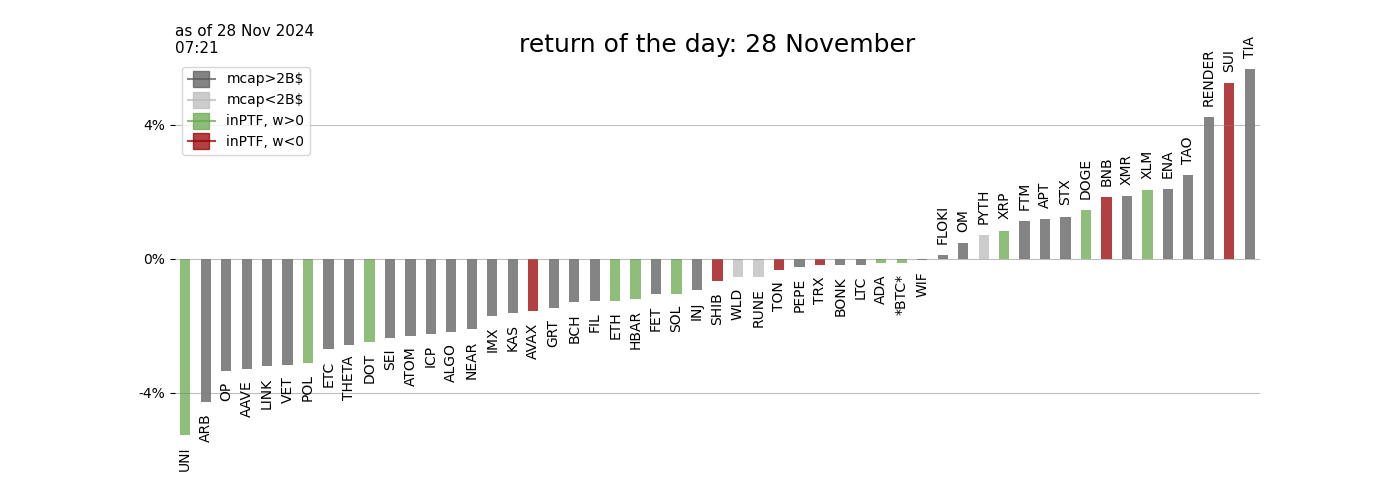 as of 28 Nov 2024
07:21
return of the day: 28 November
mcap>2B$
mcap<2B$
inPTF, w>0
inPTF, w<0
4%
0%
-4%
UNI
ARB
OP
AAVE
LINK
VET
POL
ETC
THETA
DOT
SEI
ATOM
ICP
ALGO
NEAR
IMX
KAS
AVAX
GRT
BCH
FIL
ETH
HBAR
FET
SOL
INJ
SHIB
WLD
RUNE
TON
PEPE
TRX
BONK
LTC
ADA
*BTC*
WIF
FLOKI
OM
PYTH
XRP
FTM
APT
STX
DOGE
BNB
XMR
XLM
ENA
TAO
RENDER
SUI
TIA